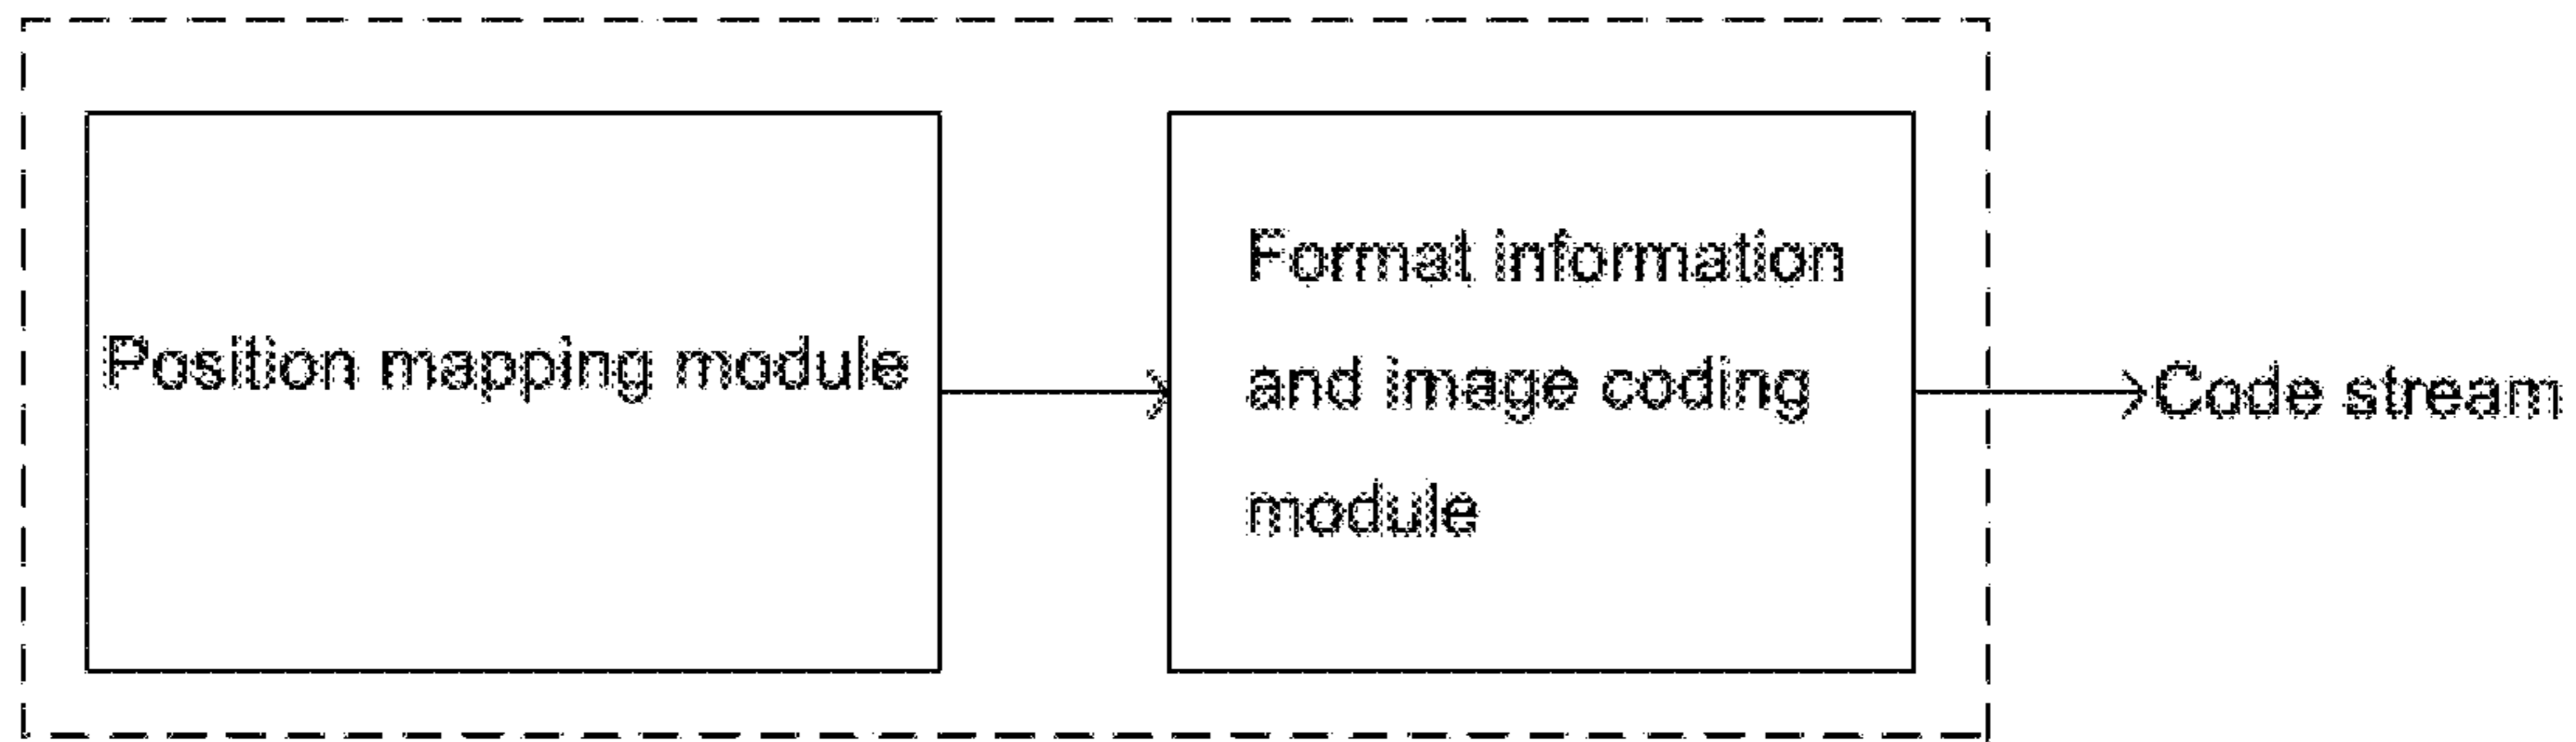 Position mapping module
Format information
and image coding
module
Code stream